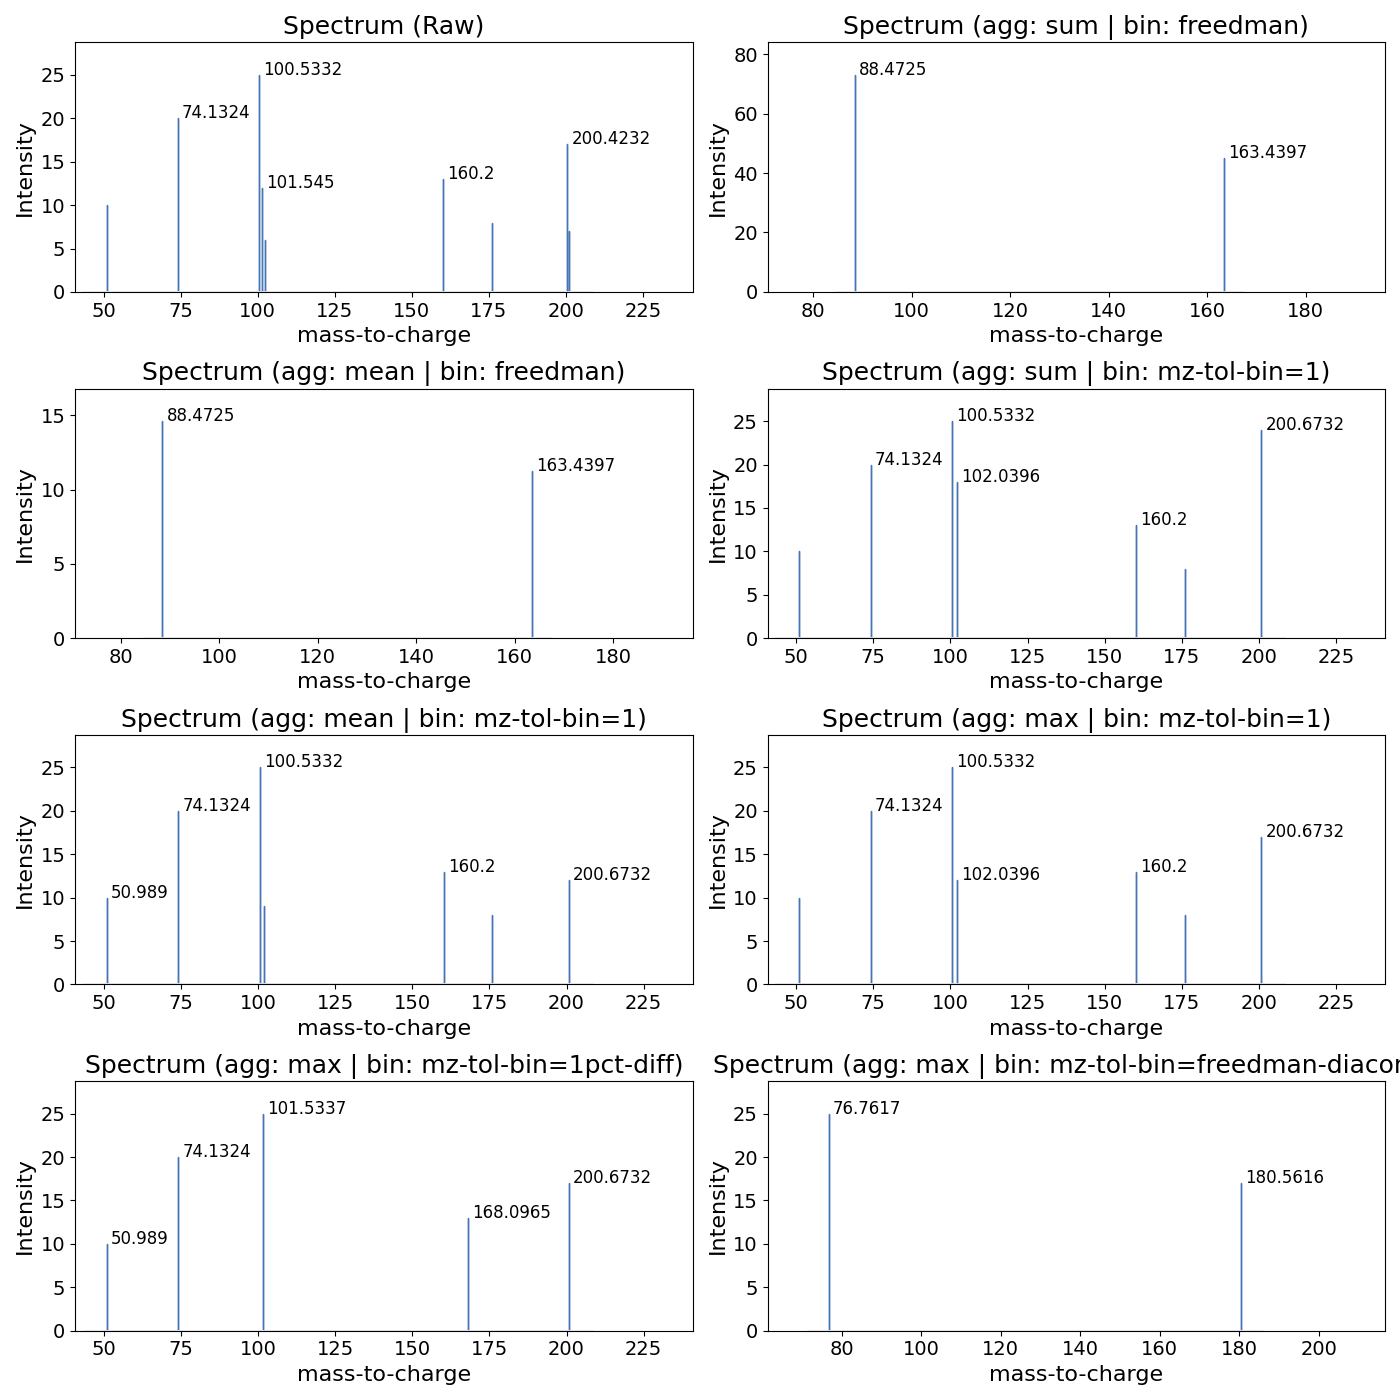 Spectrum (Raw)
Intensity
25
20
15
10
5
0
100.5332
74.1324
200.4232
160.2
101.545
50 75 100 125 150 175 200 225
mass-to-charge
Spectrum (agg: sum | bin: freedman)
Intensity
80
60
40
20
0
88.4725
163.4397
80 100 120 140 160 180
mass-to-charge
Spectrum (agg: mean | bin: freedman)
Intensity
15
10
5
0
88.4725
163.4397
80 100 120 140 160 180
mass-to-charge
Spectrum (agg: sum | bin: mz-tol-bin=1)
Intensity
25
20
15
10
5
0
100.5332
200.6732
74.1324
102.0396
160.2
50 75 100 125 150 175 200 225
mass-to-charge
Spectrum (agg: mean | bin: mz-tol-bin=1)
Intensity
25
20
15
10
5
0
100.5332
74.1324
160.2
200.6732
50.989
50 75 100 125 150 175 200 225
mass-to-charge
Spectrum (agg: max | bin: mz-tol-bin=1)
Intensity
25
20
15
10
5
0
100.5332
74.1324
200.6732
160.2
102.0396
50 75 100 125 150 175 200 225
mass-to-charge
Spectrum (agg: max | bin: mz-tol-bin=1pct-diff)
Intensity
25
20
15
10
5
0
101.5337
74.1324
200.6732
168.0965
50.989
50 75 100 125 150 175 200 225
mass-to-charge
Spectrum (agg: max | bin: mz-tol-bin=freedman-diacor
Intensity
25
20
15
10
5
0
76.7617
180.5616
80 100 120 140 160 180 200
mass-to-charge